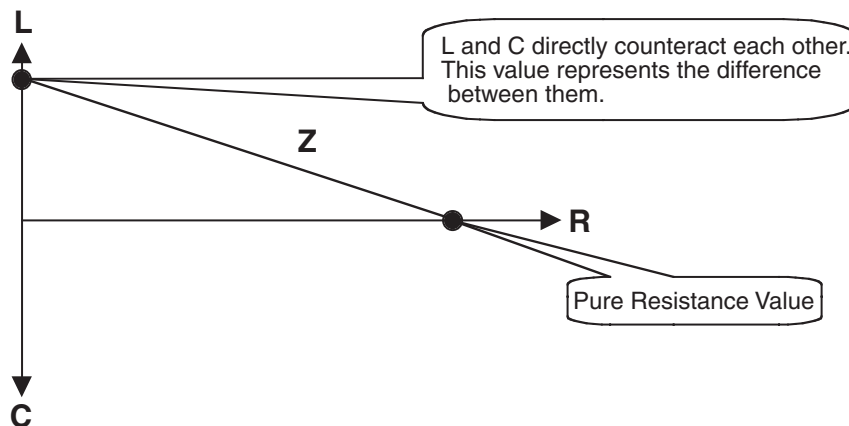 L
L and C directly counteract each other.
This value represents the difference
between them.
Z
R
Pure Resistance Value
C